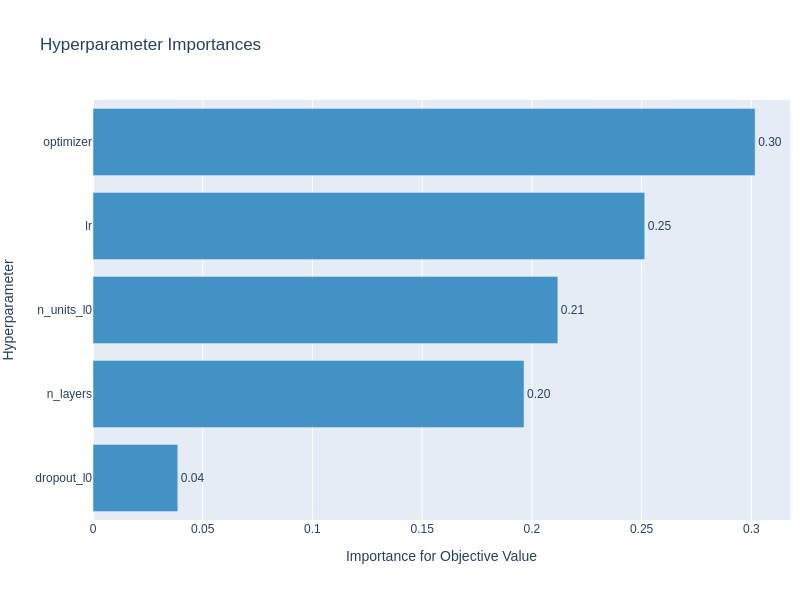 Hyperparameter Importances
Hyperparameter
optimizer
0.30
lr
0.25
n_units_l0
0.21
n_layers
0.20
dropout_l0
0.04
0
0.05
0.1
0.15
0.2
0.25
0.3
Importance for Objective Value